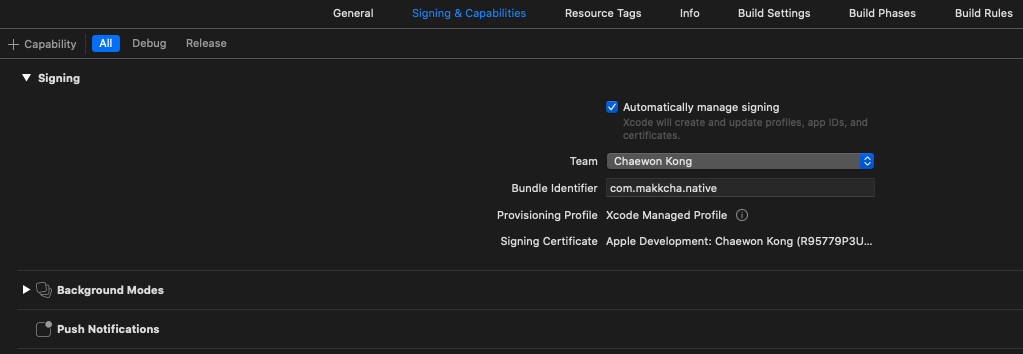 General Signing & Capabilities Resource Tags Info Build Settings Build Phases Build Rules
+ Capability All Debug Release
Signing
Automatically manage signing
Xcode will create and update profiles, app IDs, and
certificates.
Team Chaewon Kong
Bundle Identifier com.makkcha.native
Provisioning Profile Xcode Managed Profile
Signing Certificate Apple Development: Chaewon Kong (R95779P3U...
Background Modes
Push Notifications